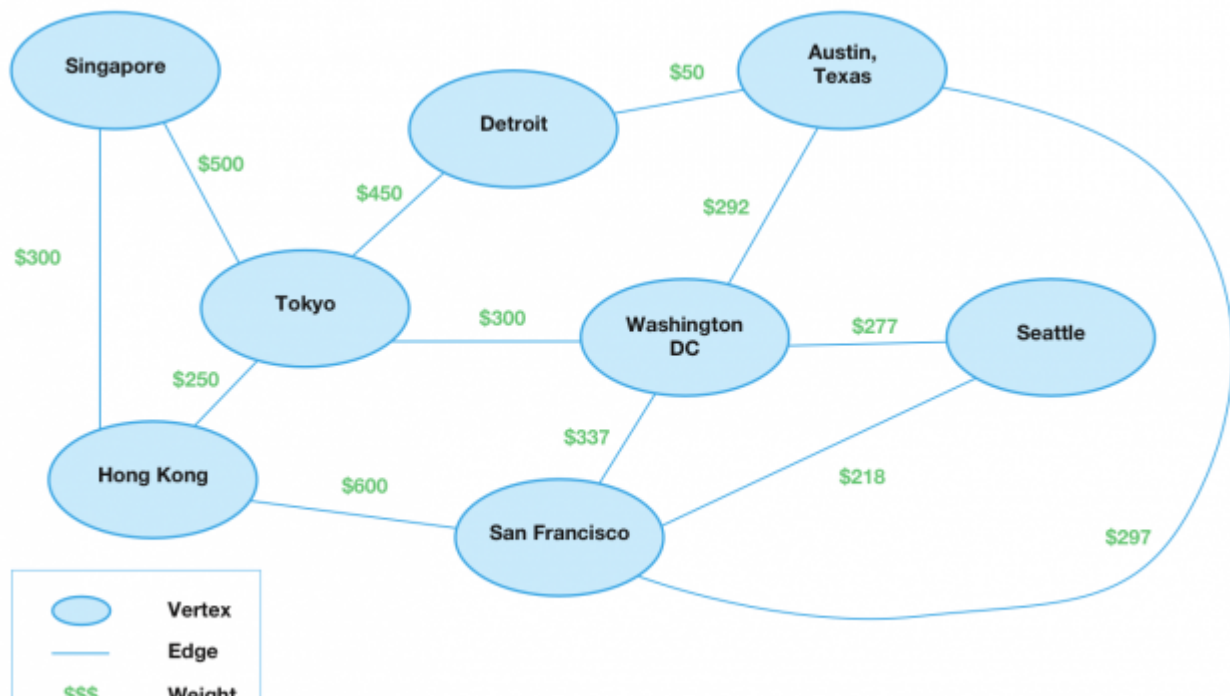 Singapore
Austin,
Texas
$50
Detroit
$500
$450
$292
$300
Tokyo
$300
Washington
DC
$277
Seattle
$250
$337
Hong Kong
$600
$218
San Francisco
$297
Vertex
Edge
$$$ Weight